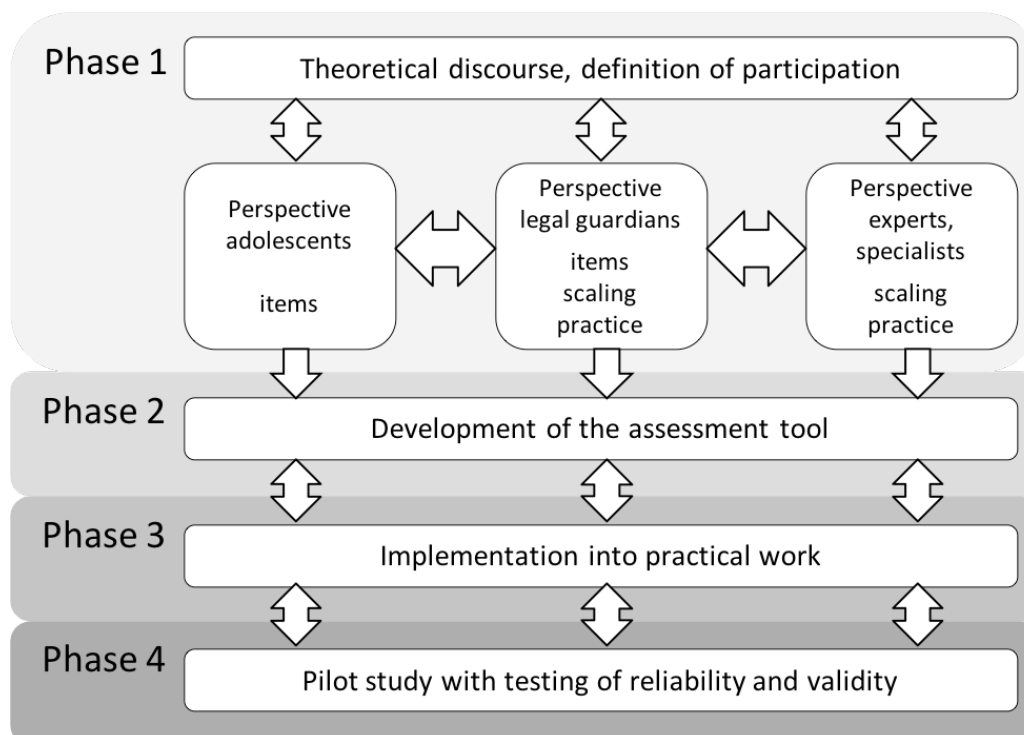 Phase 1
Theoretical discourse, definition of participation
Perspective
adolescents
items
Perspective
legal guardians
items
scaling
practice
Perspective
experts,
specialists
scaling
practice
Phase 2
Development of the assessment tool
Phase 3
Implementation into practical work
Phase 4
Pilot study with testing of reliability and validity